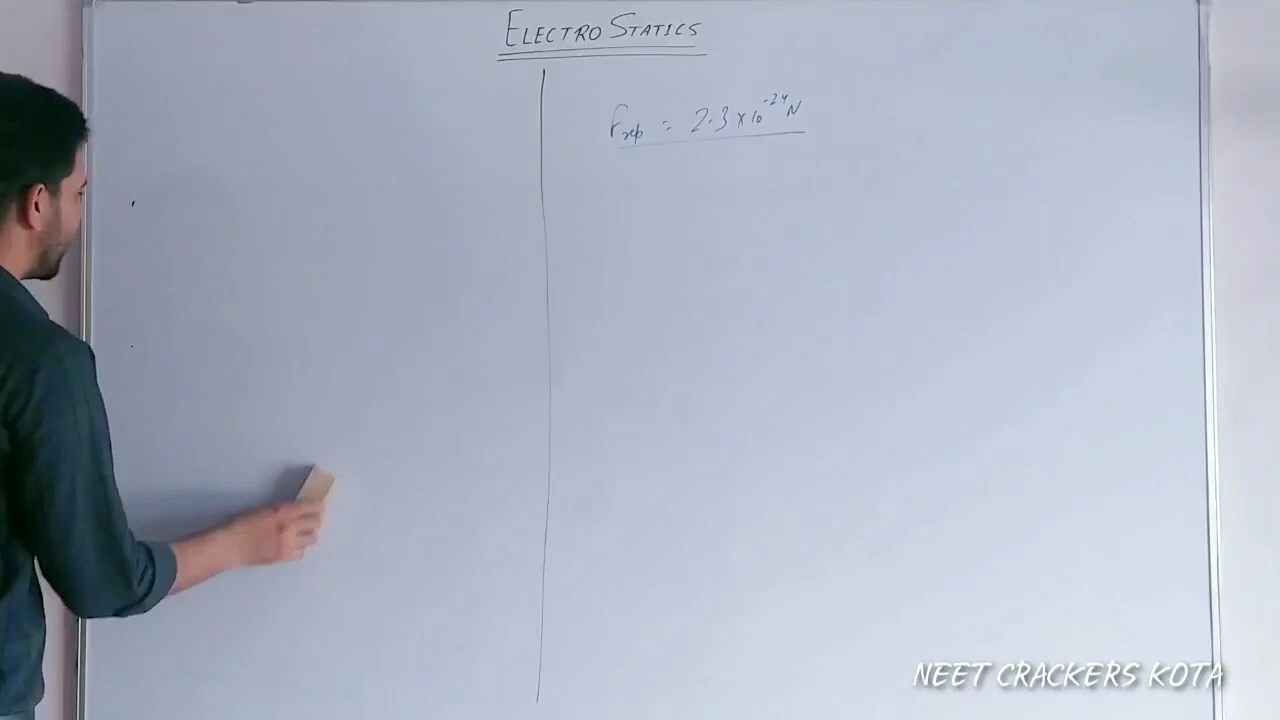 ELECTRO STATICS
Frep = 2.3 × 10⁻²⁴ N
NEET CRACKERS KOTA